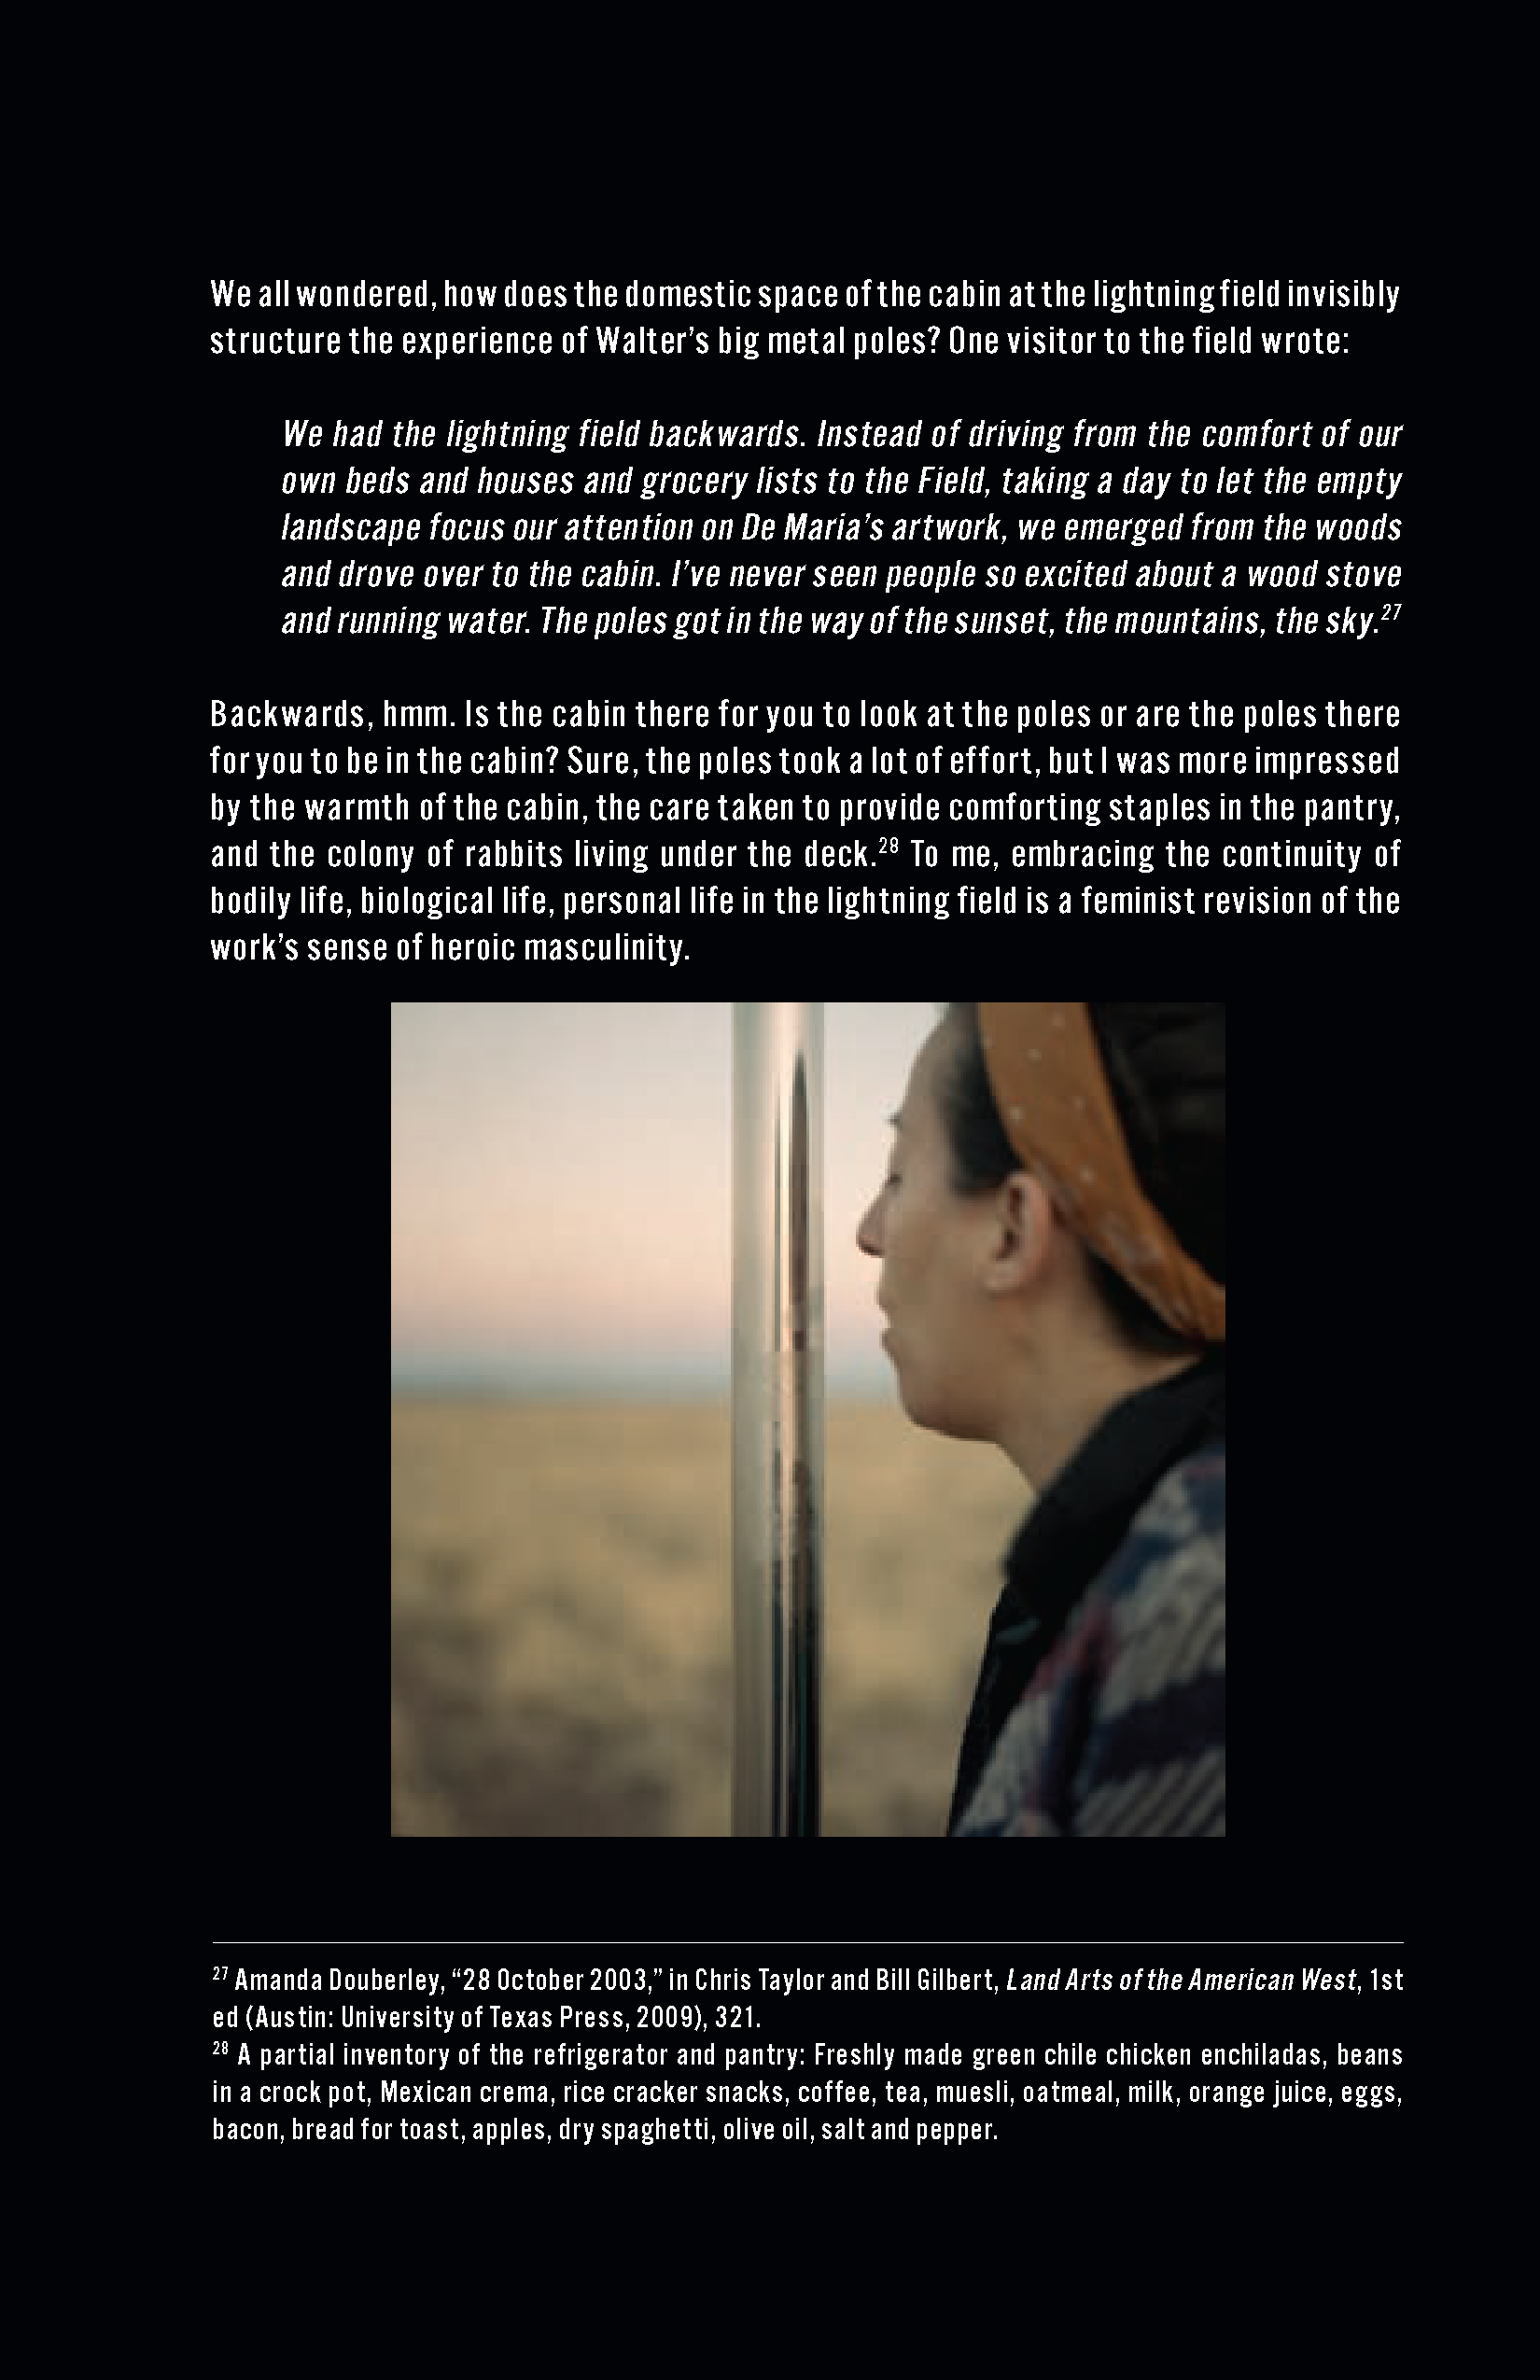 We all wondered, how does the domestic space of the cabin at the lightning field invisibly
structure the experience of Walter’s big metal poles? One visitor to the field wrote:
We had the lightning field backwards. Instead of driving from the comfort of our
own beds and houses and grocery lists to the Field, taking a day to let the empty
landscape focus our attention on De Maria’s artwork, we emerged from the woods
and drove over to the cabin. I’ve never seen people so excited about a wood stove
and running water. The poles got in the way of the sunset, the mountains, the sky.27
Backwards, hmm. Is the cabin there for you to look at the poles or are the poles there
for you to be in the cabin? Sure, the poles took a lot of effort, but I was more impressed
by the warmth of the cabin, the care taken to provide comforting staples in the pantry,
and the colony of rabbits living under the deck.28 To me, embracing the continuity of
bodily life, biological life, personal life in the lightning field is a feminist revision of the
work’s sense of heroic masculinity.
27 Amanda Douberley, “28 October 2003,” in Chris Taylor and Bill Gilbert, Land Arts of the American West, 1st
ed (Austin: University of Texas Press, 2009), 321.
28 A partial inventory of the refrigerator and pantry: Freshly made green chile chicken enchiladas, beans
in a crock pot, Mexican crema, rice cracker snacks, coffee, tea, muesli, oatmeal, milk, orange juice, eggs,
bacon, bread for toast, apples, dry spaghetti, olive oil, salt and pepper.